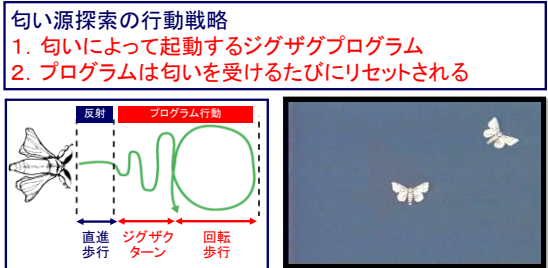 匂い源探索の行動戦略
1. 匂いによって起動するジグザグプログラム
2. プログラムは匂いを受けるたびにリセットされる
反射
プログラム行動
直進
歩行
ジグザク
ターン
回転
歩行